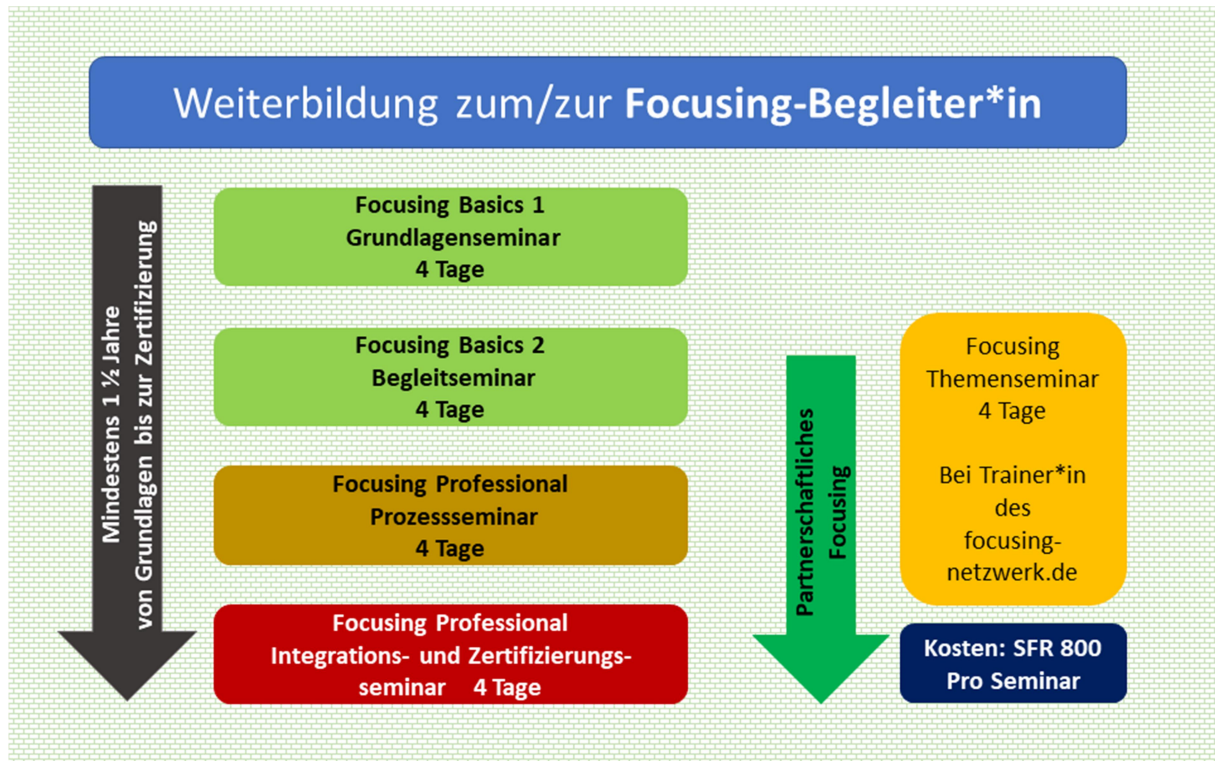 Weiterbildung zum/zur Focusing-Begleiter*in
Mindestens 1 ½ Jahre
von Grundlagen bis zur Zertifizierung
Focusing Basics 1
Grundlagenseminar
4 Tage
Focusing Basics 2
Begleitseminar
4 Tage
Focusing Professional
Prozessseminar
4 Tage
Focusing Professional
Integrations- und Zertifizierungs-
seminar 4 Tage
Partnerschaftliches
Focusing
Focusing
Themenseminar
4 Tage
Bei Trainer*in
des
focusing-
netzwerk.de
Kosten: SFR 800
Pro Seminar